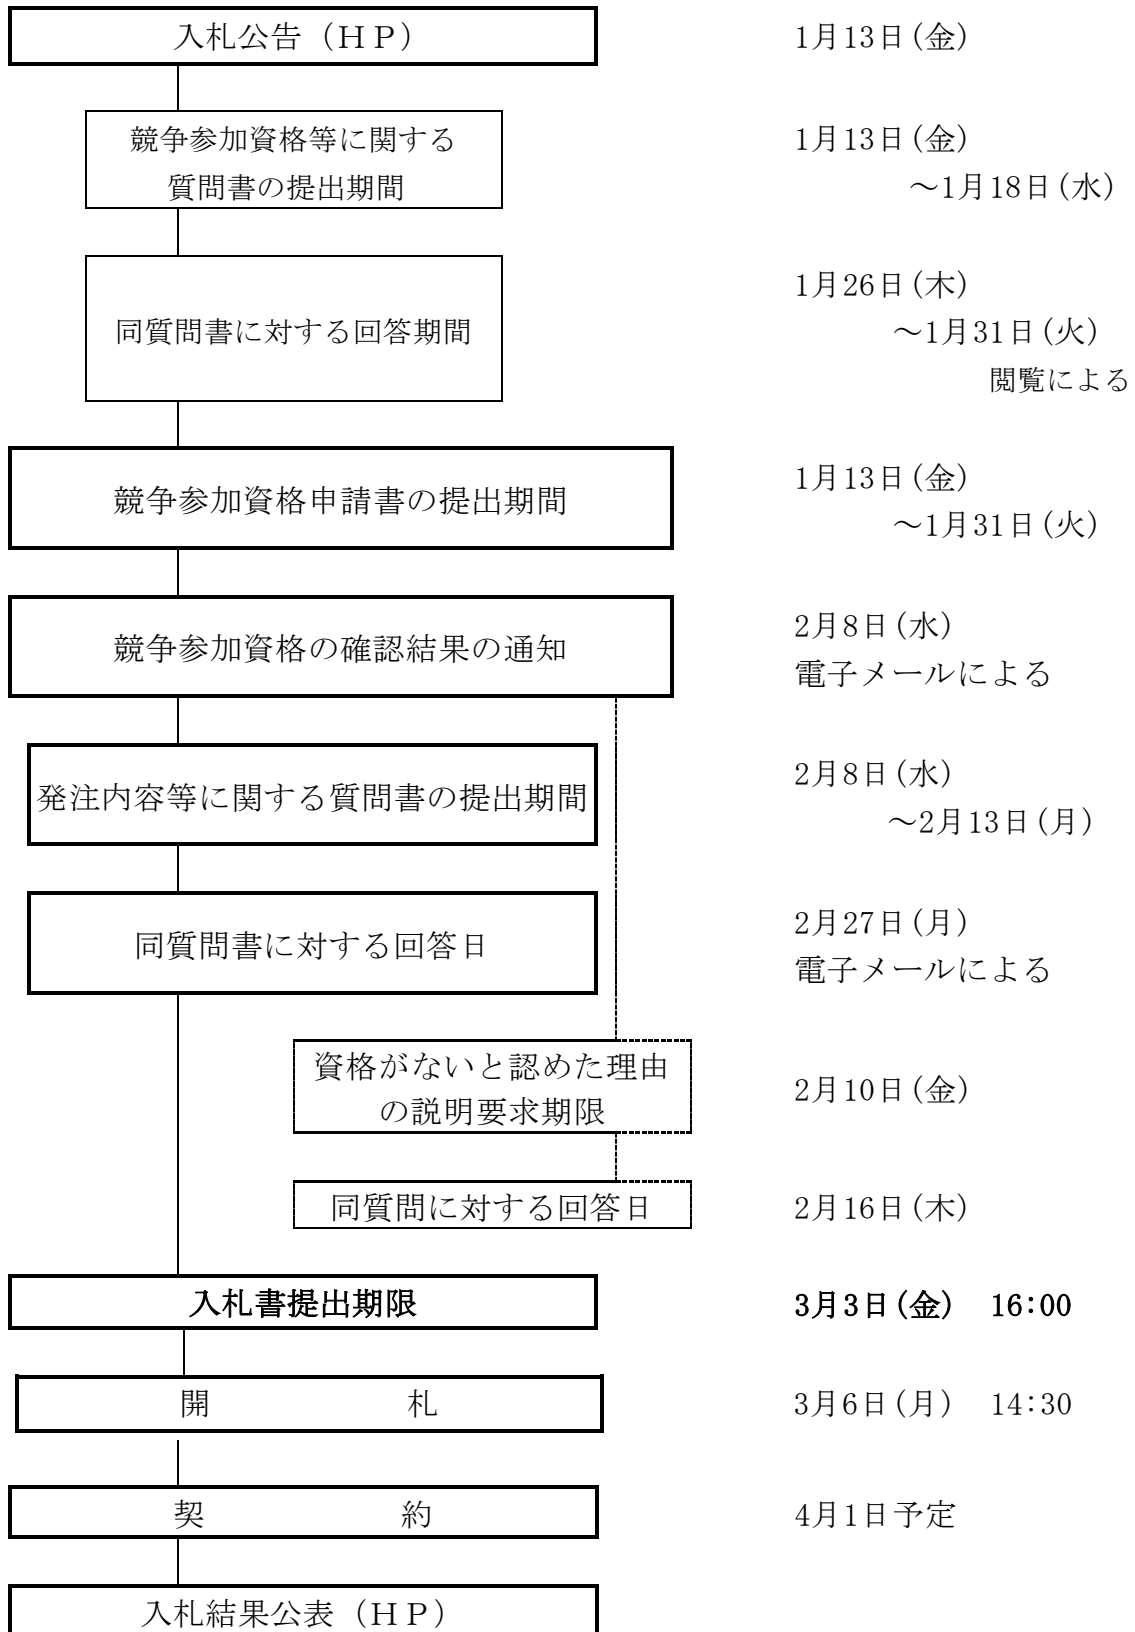 入札公告（ＨＰ）　1月13日(金)
競争参加資格等に関する　1月13日(金)
質問書の提出期間　～1月18日(水)
1月26日(木)
同質問書に対する回答期間　～1月31日(火)
閲覧による
競争参加資格申請書の提出期間　1月13日(金)
～1月31日(火)
競争参加資格の確認結果の通知　2月8日(水)
電子メールによる
発注内容等に関する質問書の提出期間　2月8日(水)
～2月13日(月)
同質問書に対する回答日　2月27日(月)
電子メールによる
資格がないと認めた理由
の説明要求期限　2月10日(金)
同質問に対する回答日　2月16日(木)
入札書提出期限　3月3日(金)　16:00
開　札　3月6日(月)　14:30
契　約　4月1日予定
入札結果公表（ＨＰ）